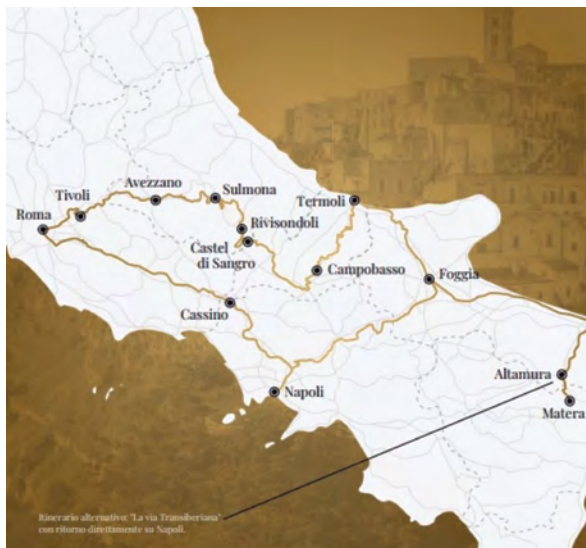 Avezzano
Sulmona
Tivoli
Termoli
Roma
Rivisondoli
Castel
di Sangro
Campobasso
Foggia
Cassino
Altamura
Napoli
Matera
Itinerario alternativo: "La via Transiberiana"
con ritorno direttamente su Napoli.